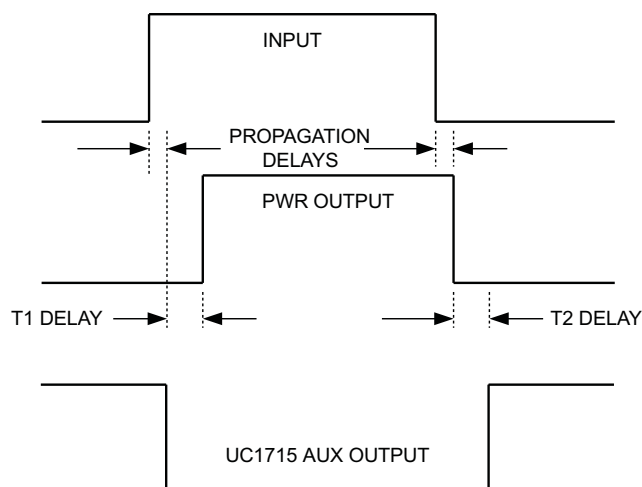 INPUT
PROPAGATION
DELAYS
PWR OUTPUT
T1 DELAY
T2 DELAY
UC1715 AUX OUTPUT